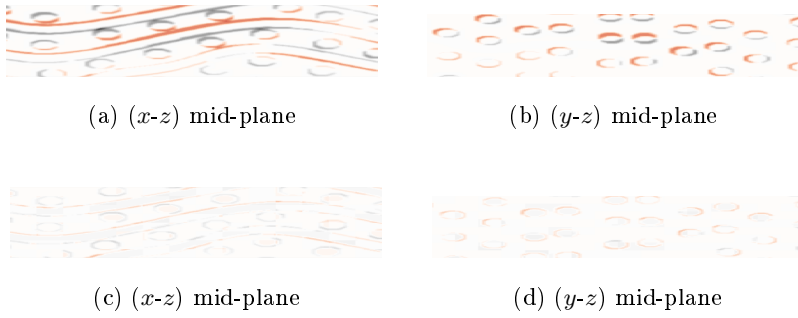 (a) (x-z) mid-plane
(b) (y-z) mid-plane
(c) (x-z) mid-plane
(d) (y-z) mid-plane